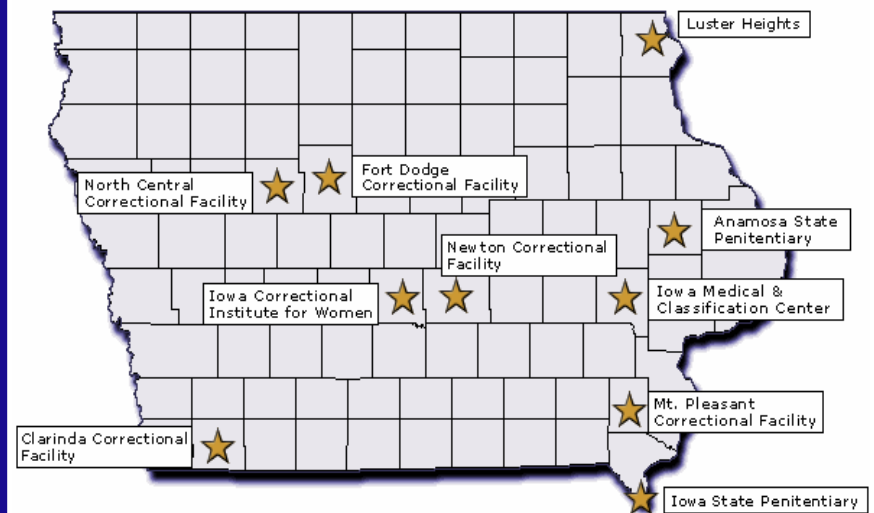 Luster Heights
North Central
Correctional Facility
Fort Dodge
Correctional Facility
Anamosa State
Penitentiary
Newton Correctional
Facility
Iowa Correctional
Institute for Women
Iowa Medical &
Classification Center
Mt. Pleasant
Correctional Facility
Clarinda Correctional
Facility
Iowa State Penitentiary